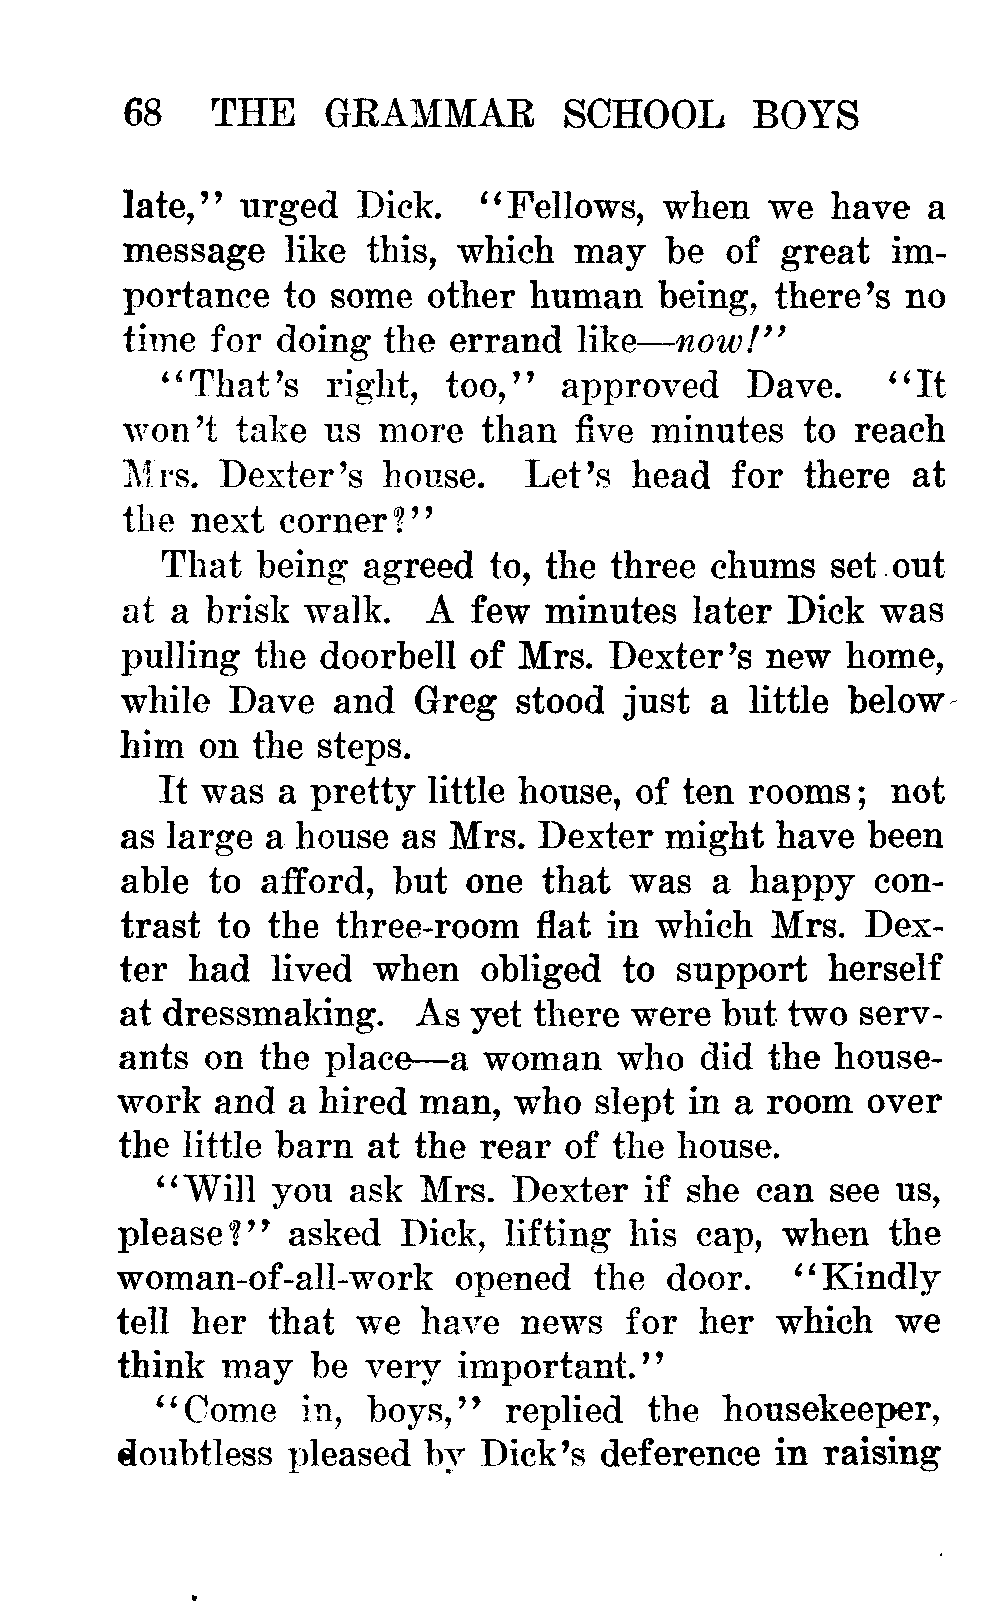 68 THE GRAMMAR SCHOOL BOYS
late," urged Dick. "Fellows, when we have a
message like this, which may be of great im-
portance to some other human being, there's no
time for doing the errand like—now!"
"That's right, too," approved Dave. "It
won't take us more than five minutes to reach
Mrs. Dexter's house. Let's head for there at
the next corner?"
That being agreed to, the three chums set out
at a brisk walk. A few minutes later Dick was
pulling the doorbell of Mrs. Dexter's new home,
while Dave and Greg stood just a little below
him on the steps.
It was a pretty little house, of ten rooms; not
as large a house as Mrs. Dexter might have been
able to afford, but one that was a happy con-
trast to the three-room flat in which Mrs. Dex-
ter had lived when obliged to support herself
at dressmaking. As yet there were but two serv-
ants on the place—a woman who did the house-
work and a hired man, who slept in a room over
the little barn at the rear of the house.
"Will you ask Mrs. Dexter if she can see us,
please?" asked Dick, lifting his cap, when the
woman-of-all-work opened the door. "Kindly
tell her that we have news for her which we
think may be very important."
"Come in, boys," replied the housekeeper,
doubtless pleased by Dick's deference in raising